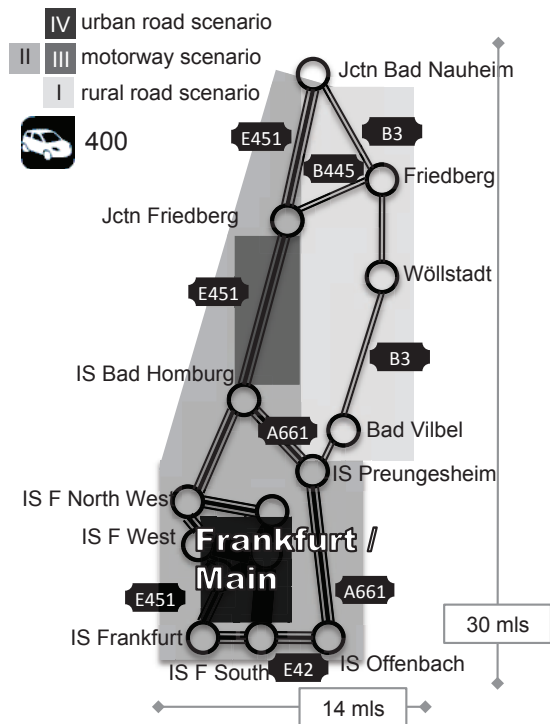 IV urban road scenario
II III motorway scenario
I rural road scenario
400
Jctn Bad Nauheim
E451
B3
B445
Friedberg
Jctn Friedberg
Wöllstadt
E451
B3
IS Bad Homburg
A661
Bad Vilbel
IS Preungesheim
IS F North West
IS F West
Frankfurt /
Main
E451
A661
30 mls
IS Frankfurt
IS F South
E42
IS Offenbach
14 mls